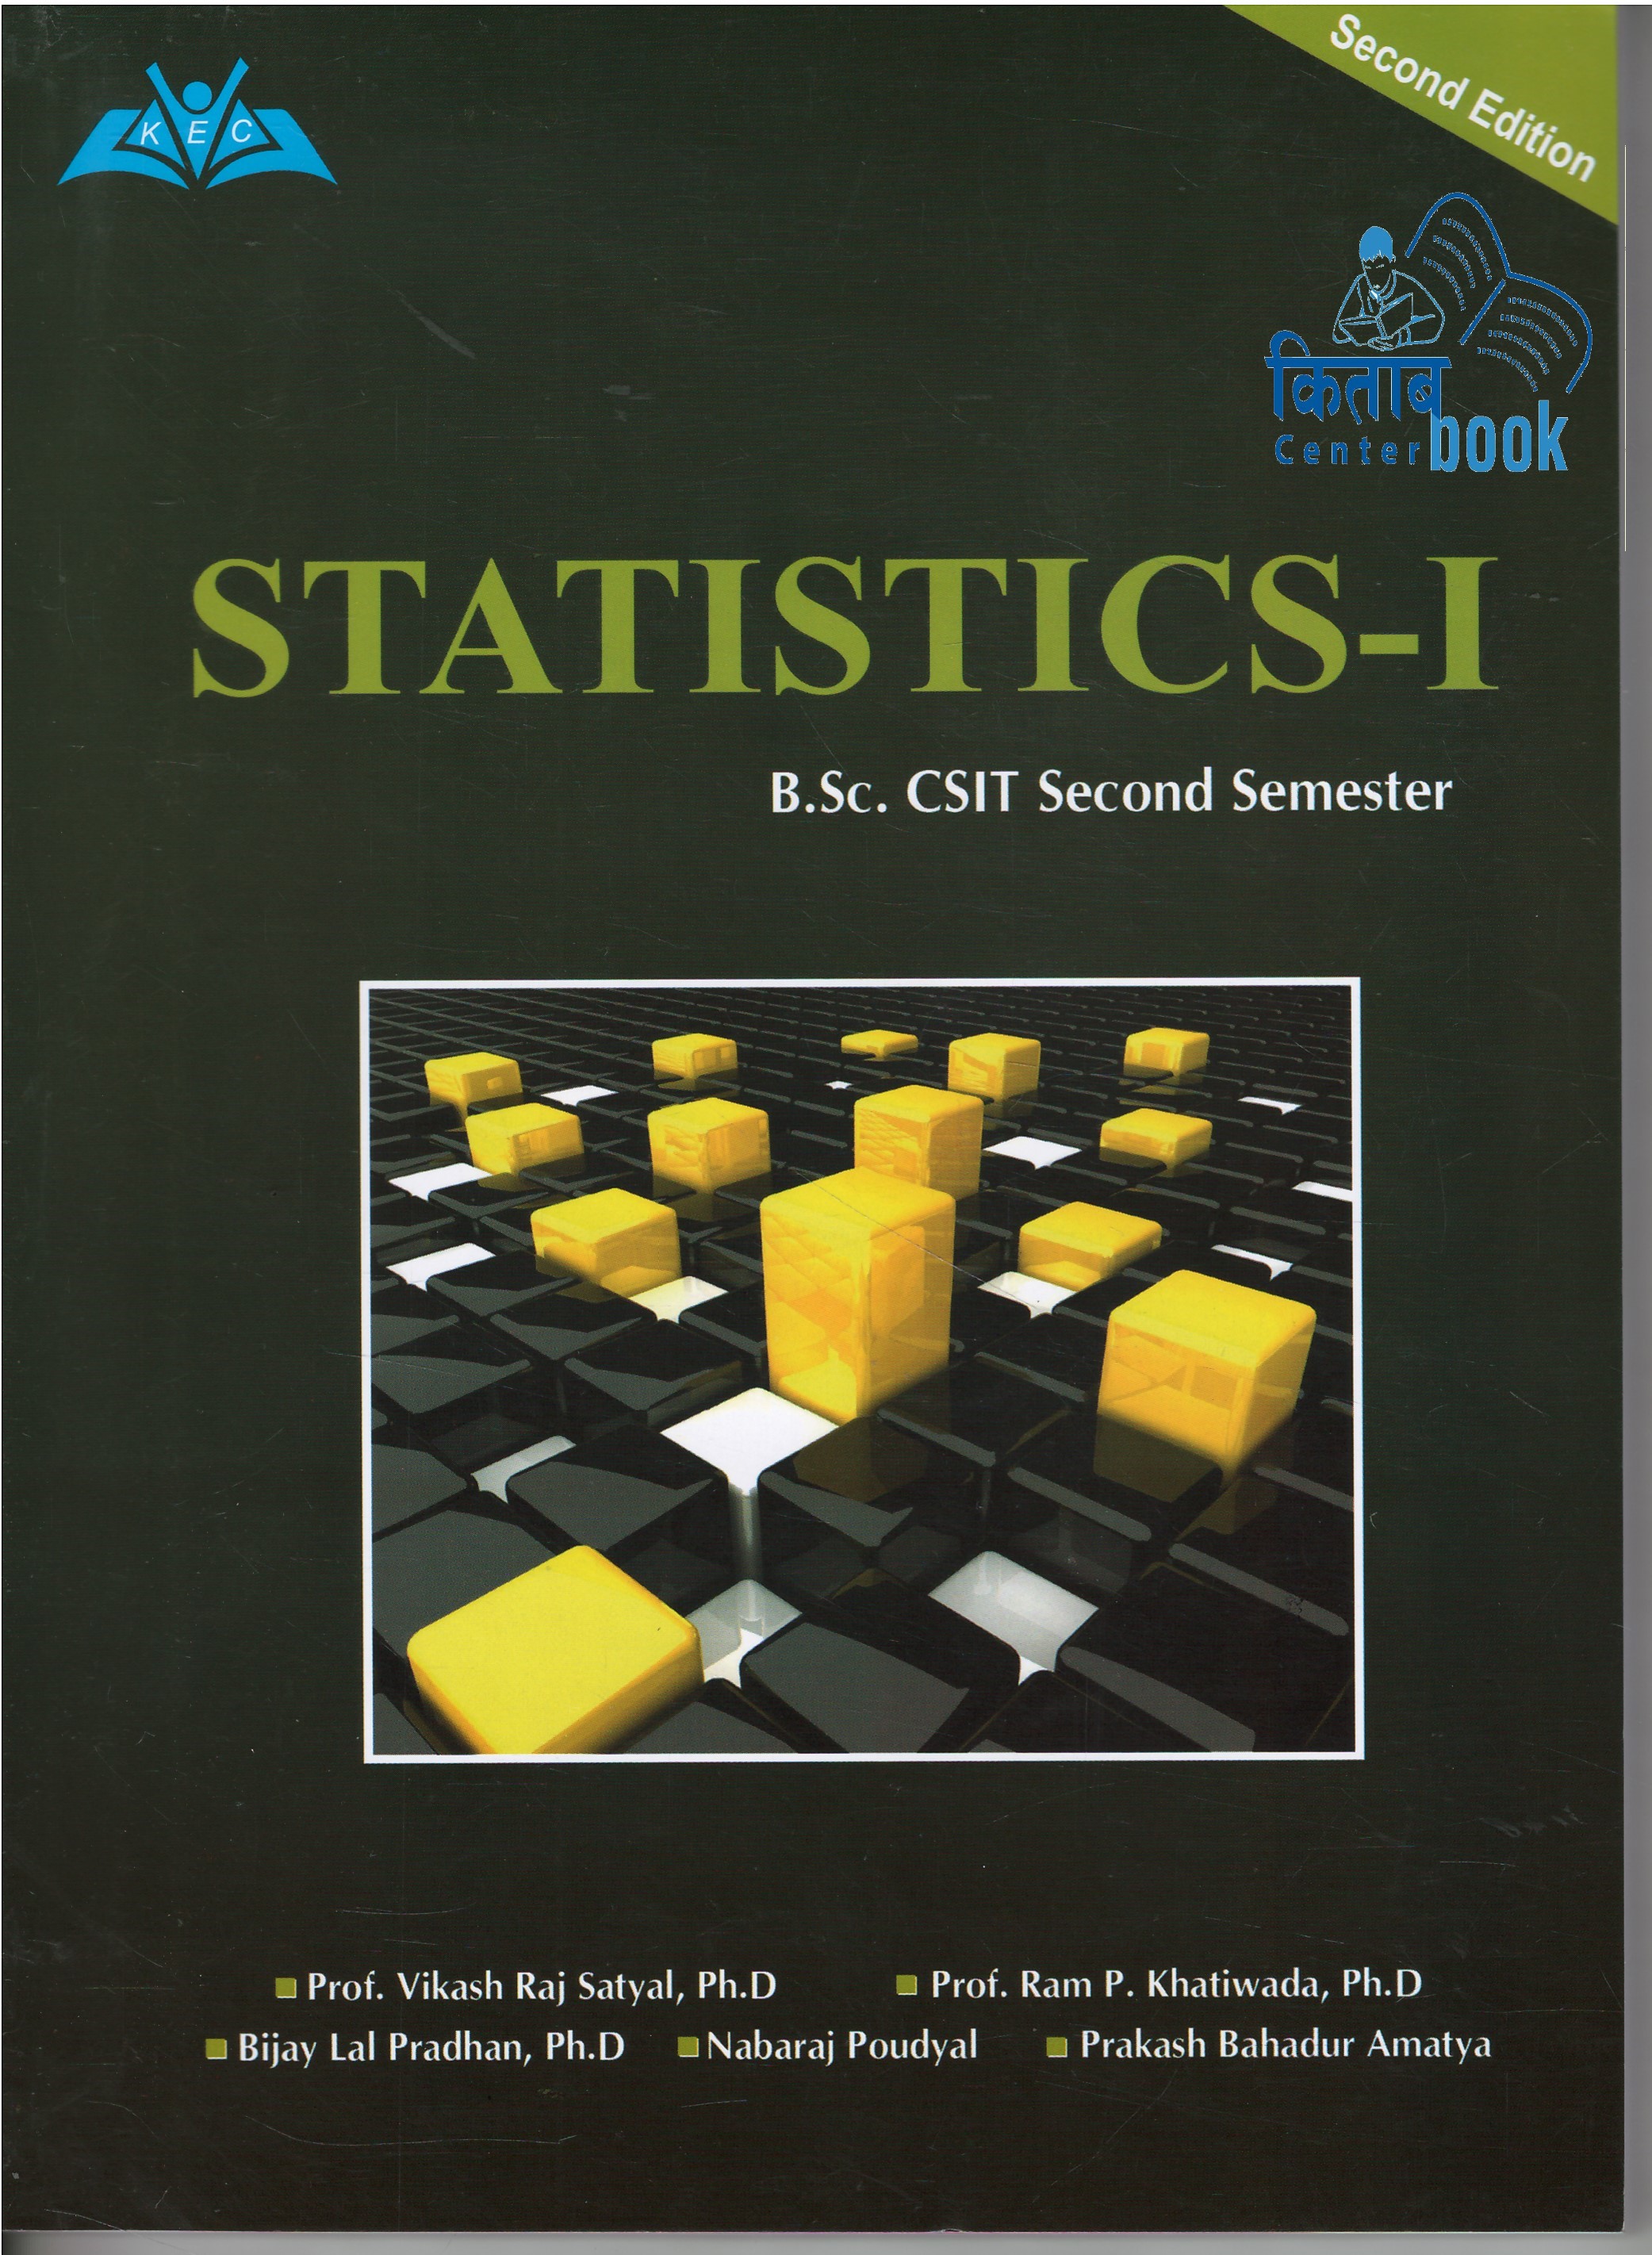 Second Edition
K E C
किताब
Center book
STATISTICS-I
B.Sc. CSIT Second Semester
Prof. Vikash Raj Satyal, Ph.D Prof. Ram P. Khatiwada, Ph.D
Bijay Lal Pradhan, Ph.D Nabaraj Poudyal Prakash Bahadur Amatya